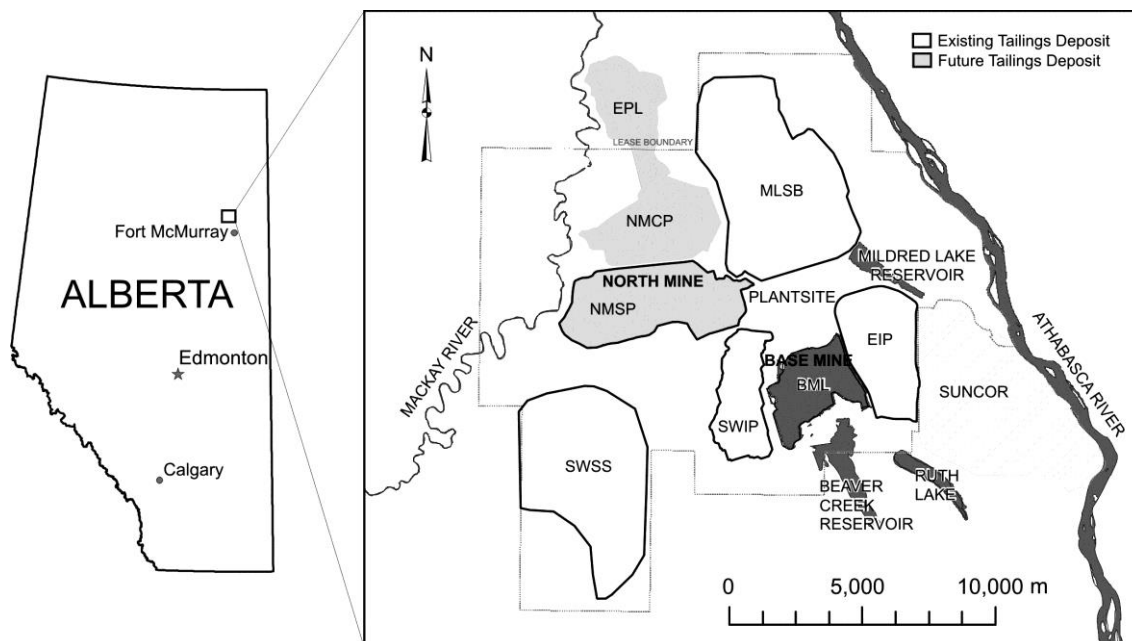 N
Existing Tailings Deposit
Future Tailings Deposit
EPL
LEASE BOUNDARY
MLSB
NMCP
Fort McMurray
MILDRED LAKE
RESERVOIR
ALBERTA
NORTH MINE
NMSP
PLANTSITE
MACKAY RIVER
ATHABASCA RIVER
EIP
Edmonton
BASE MINE
BML
SUNCOR
SWIP
SWSS
Calgary
BEAVER
CREEK
RESERVOIR
RUTH
LAKE
0 5,000 10,000 m